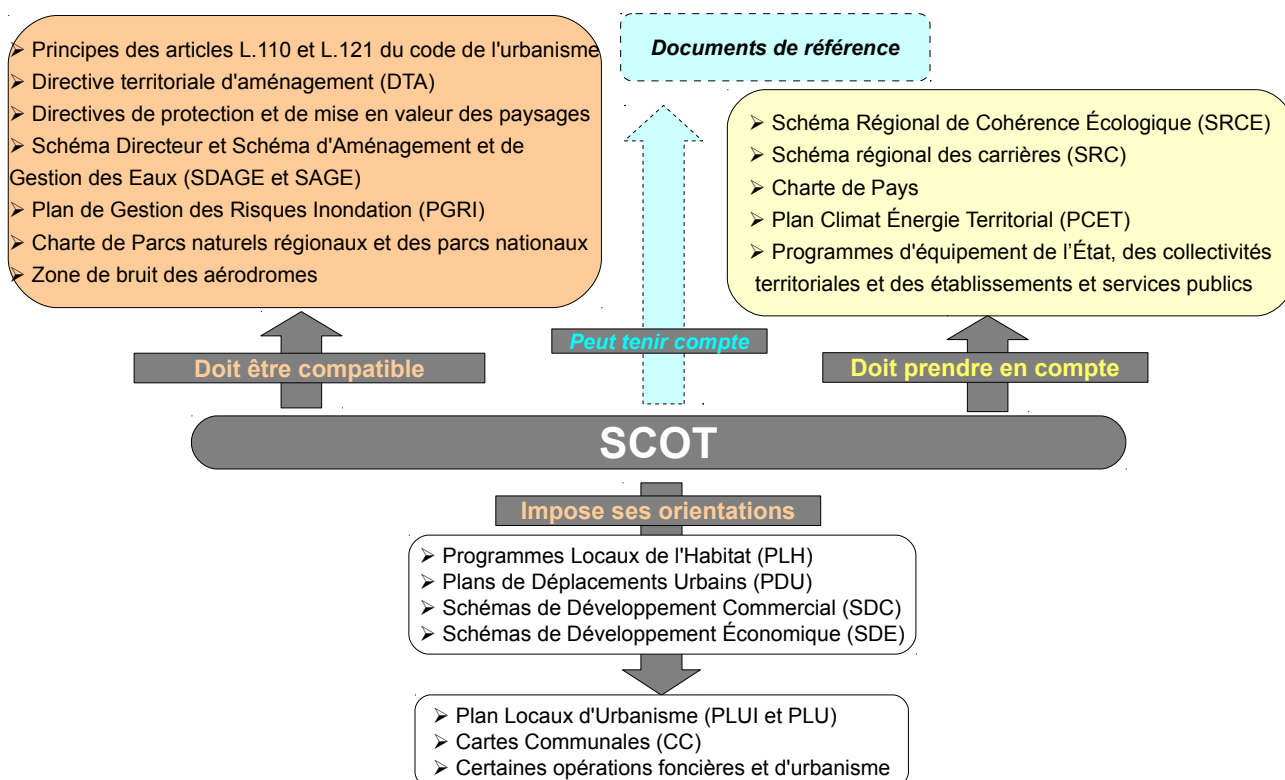 ➢ Principes des articles L.110 et L.121 du code de l'urbanisme
➢ Directive territoriale d'aménagement (DTA)
➢ Directives de protection et de mise en valeur des paysages
➢ Schéma Directeur et Schéma d'Aménagement et de
Gestion des Eaux (SDAGE et SAGE)
➢ Plan de Gestion des Risques Inondation (PGRI)
➢ Charte de Parcs naturels régionaux et des parcs nationaux
➢ Zone de bruit des aérodromes
Documents de référence
➢ Schéma Régional de Cohérence Écologique (SRCE)
➢ Schéma régional des carrières (SRC)
➢ Charte de Pays
➢ Plan Climat Énergie Territorial (PCET)
➢ Programmes d'équipement de l’État, des collectivités
territoriales et des établissements et services publics
Doit être compatible
Peut tenir compte
Doit prendre en compte
SCOT
Impose ses orientations
➢ Programmes Locaux de l'Habitat (PLH)
➢ Plans de Déplacements Urbains (PDU)
➢ Schémas de Développement Commercial (SDC)
➢ Schémas de Développement Économique (SDE)
➢ Plan Locaux d'Urbanisme (PLUI et PLU)
➢ Cartes Communales (CC)
➢ Certaines opérations foncières et d'urbanisme